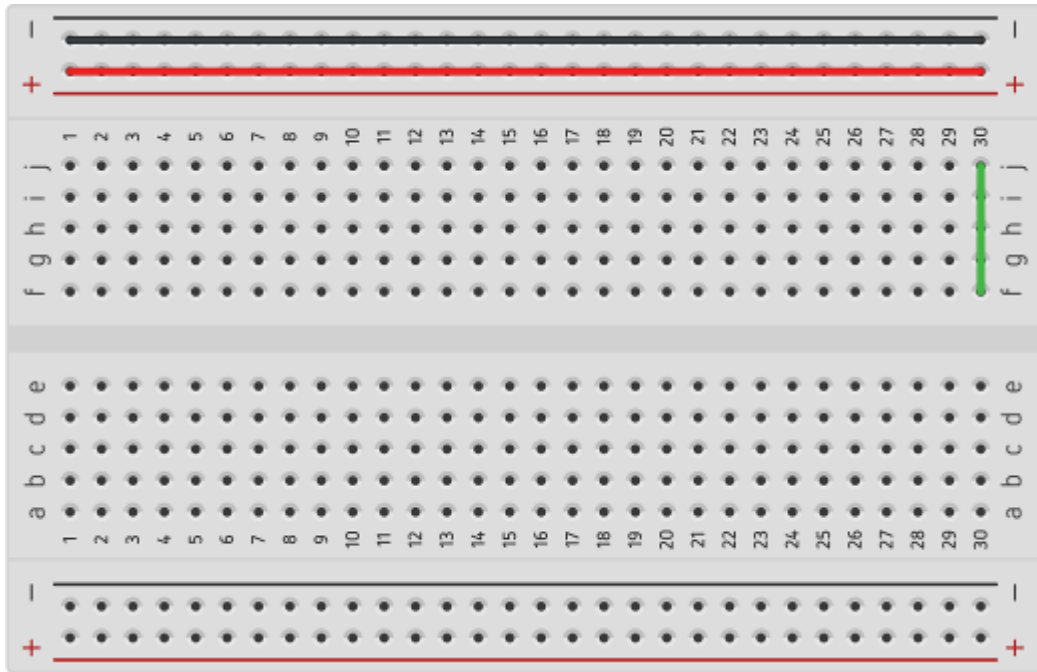 − −
+ +
1 2 3 4 5 6 7 8 9 10 11 12 13 14 15 16 17 18 19 20 21 22 23 24 25 26 27 28 29 30
j j
i i
h h
g g
f f
e e
d d
c c
b b
a a
1 2 3 4 5 6 7 8 9 10 11 12 13 14 15 16 17 18 19 20 21 22 23 24 25 26 27 28 29 30
− −
+ +